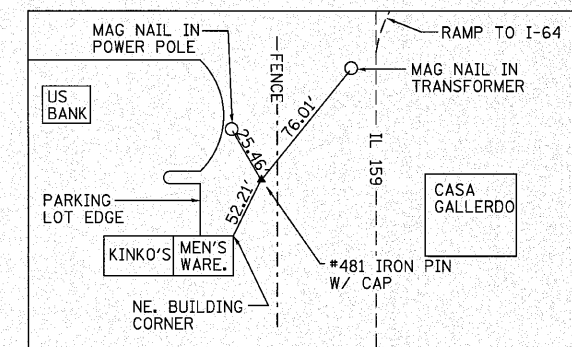 MAG NAIL IN
POWER POLE
RAMP TO I-64
FENCE
MAG NAIL IN
TRANSFORMER
US
BANK
76.01'
25.46'
IL 159
52.21'
PARKING
LOT EDGE
CASA
GALLERDO
KINKO'S
MEN'S
WARE.
#481 IRON PIN
W/ CAP
NE. BUILDING
CORNER